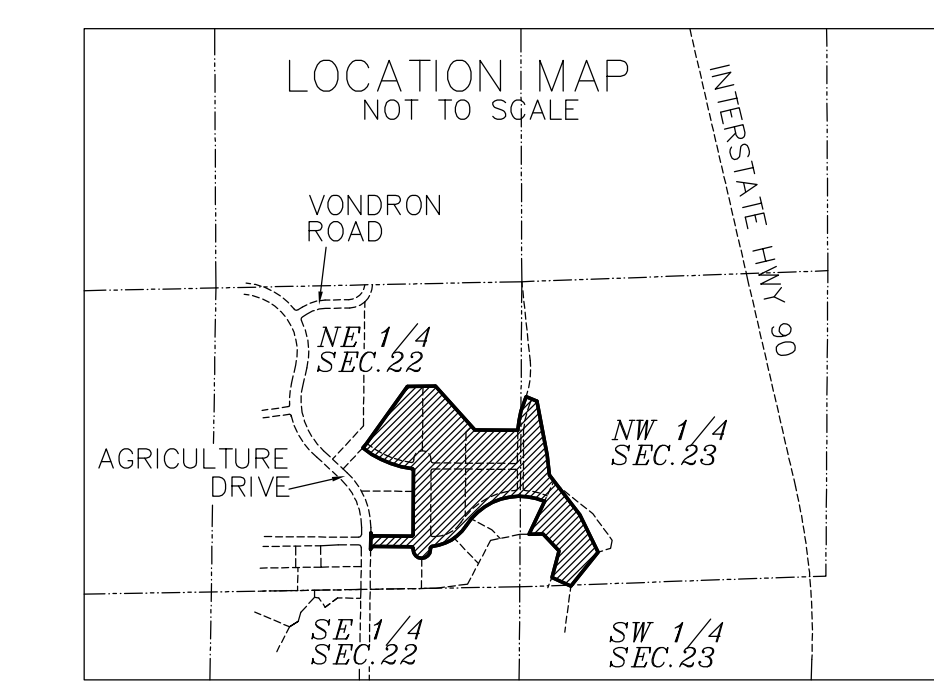 LOCATION MAP
NOT TO SCALE
INTERSTATE HWY 90
VONDRON
ROAD
NE 1/4
SEC.22
NW 1/4
SEC.23
AGRICULTURE
DRIVE
SE 1/4
SEC.22
SW 1/4
SEC.23